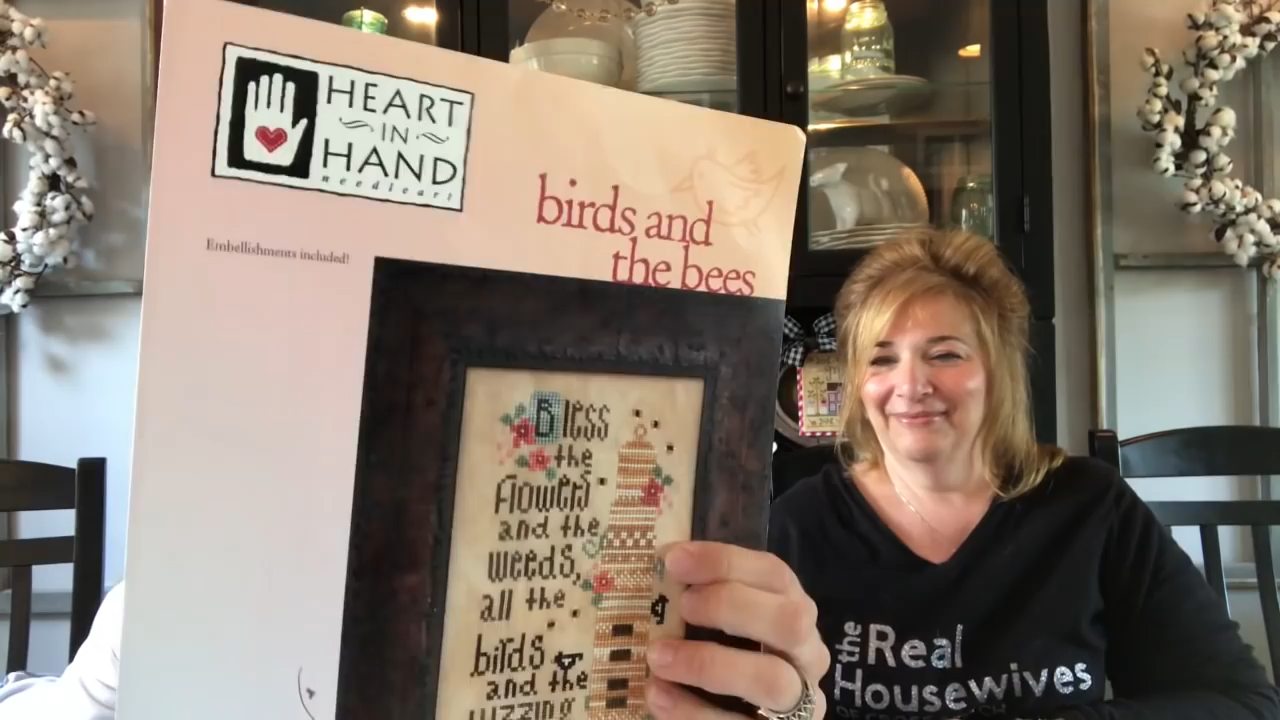 HEART
IN
HAND
needleart
birds and
the bees
Embellishments included!
Bless
the
flowers
and the
weeds,
all the
birds
and the
the Real
Housewives